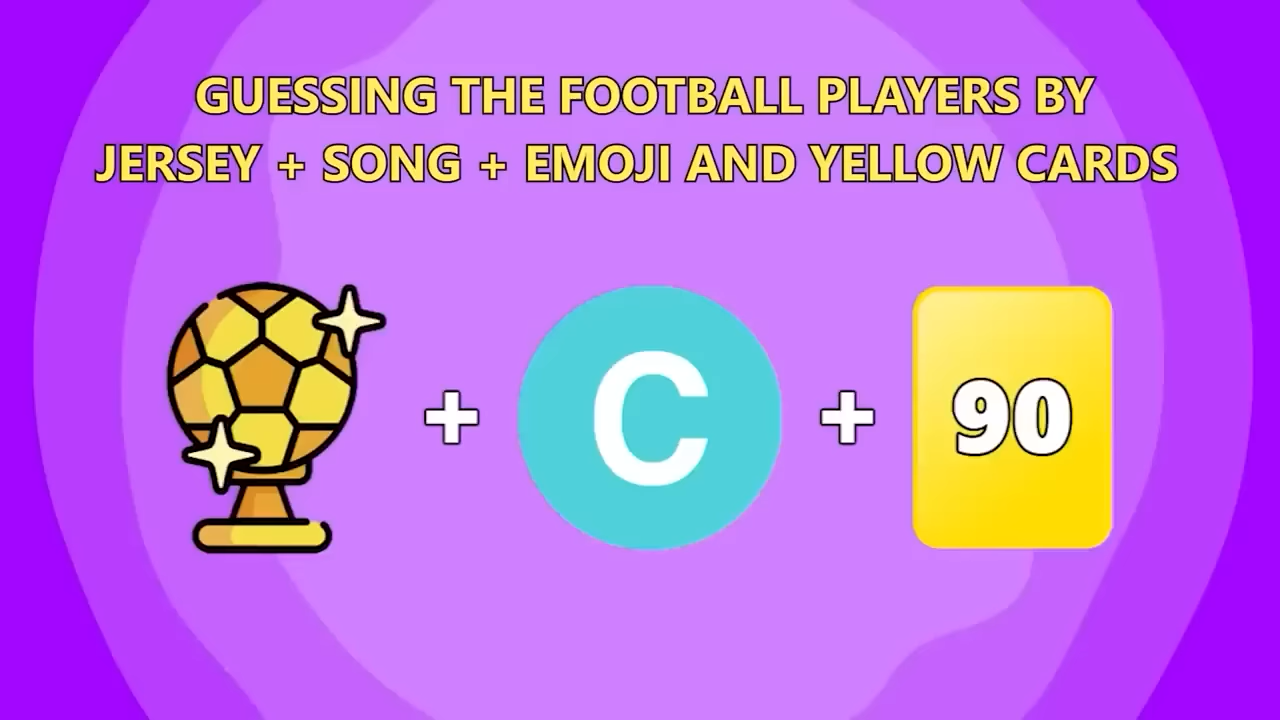 GUESSING THE FOOTBALL PLAYERS BY
JERSEY + SONG + EMOJI AND YELLOW CARDS
+ C + 90